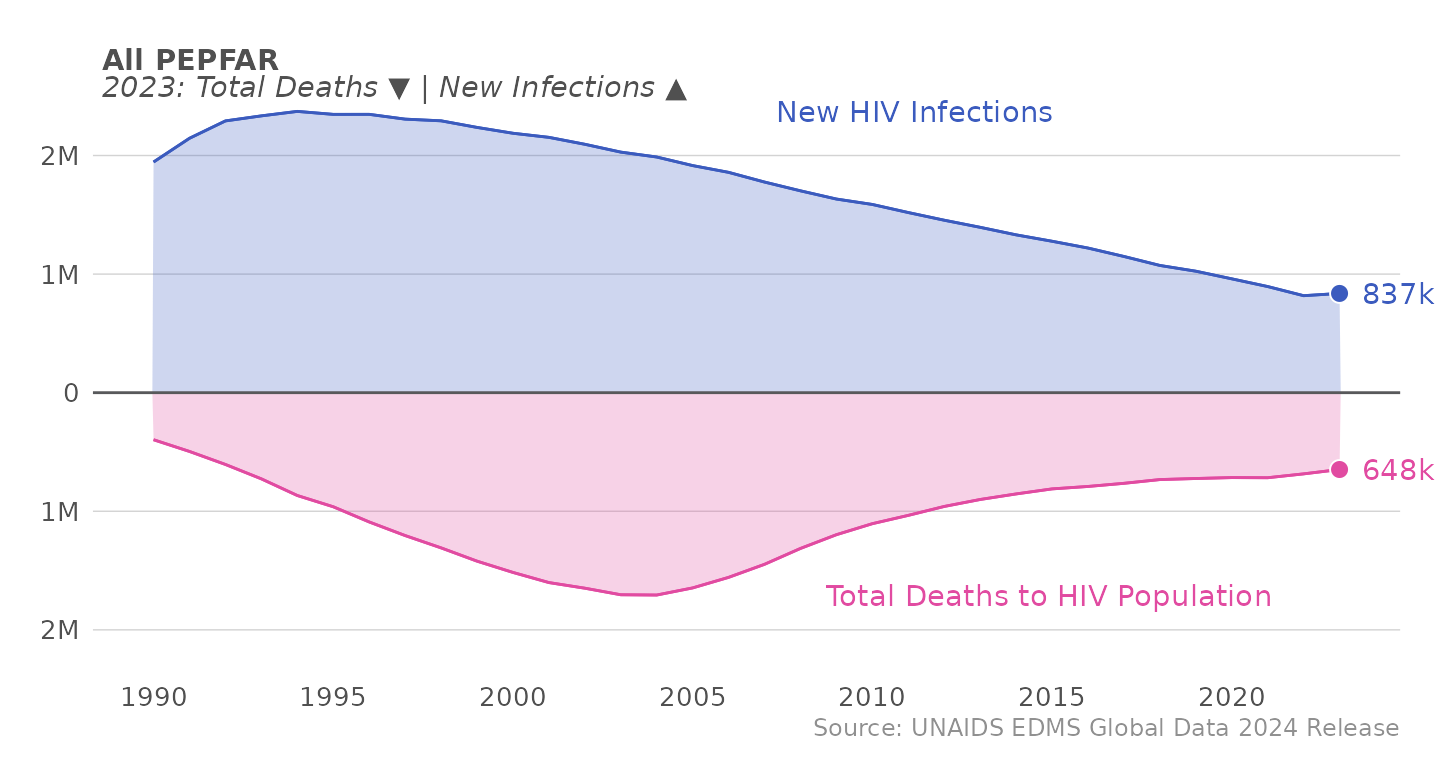 All PEPFAR
2023: Total Deaths ▼ | New Infections ▲
New HIV Infections
2M
1M
837k
0
648k
1M
Total Deaths to HIV Population
2M
1990 1995 2000 2005 2010 2015 2020
Source: UNAIDS EDMS Global Data 2024 Release